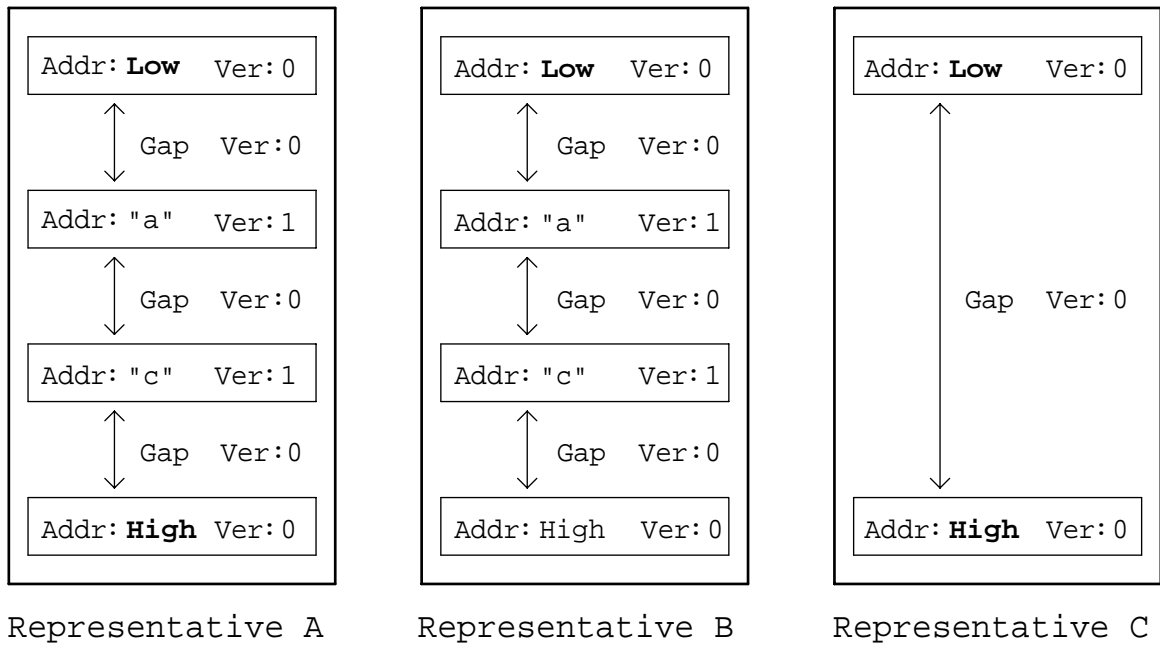 Addr: Low Ver: 0
Gap Ver: 0
Addr: "a" Ver: 1
Gap Ver: 0
Addr: "c" Ver: 1
Gap Ver: 0
Addr: High Ver: 0
Representative A
Addr: Low Ver: 0
Gap Ver: 0
Addr: "a" Ver: 1
Gap Ver: 0
Addr: "c" Ver: 1
Gap Ver: 0
Addr: High Ver: 0
Representative B
Addr: Low Ver: 0
Gap Ver: 0
Addr: High Ver: 0
Representative C